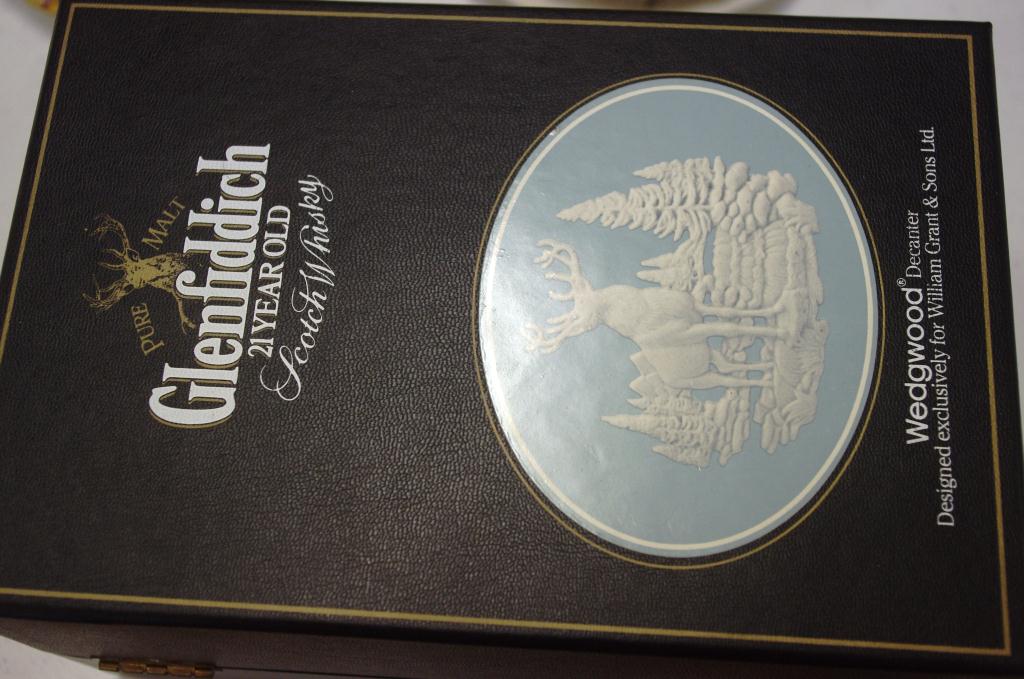 PURE MALT
Glenfiddich
21 YEAR OLD
Scotch Whisky
Wedgwood® Decanter
Designed exclusively for William Grant & Sons Ltd.